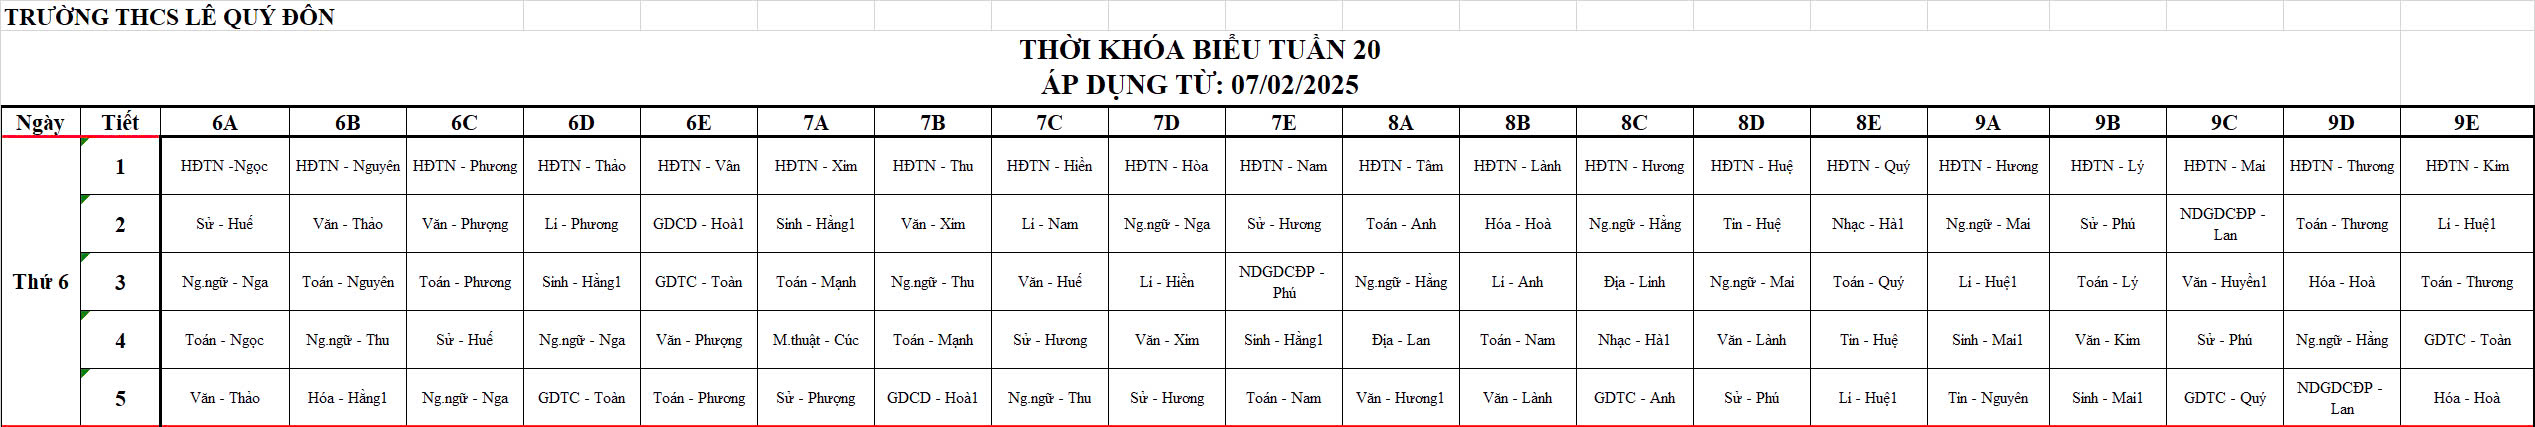 TRƯỜNG THCS LÊ QUÝ ĐÔN
THỜI KHÓA BIỂU TUẦN 20
ÁP DỤNG TỪ: 07/02/2025
Ngày Tiết 6A 6B 6C 6D 6E 7A 7B 7C 7D 7E 8A 8B 8C 8D 8E 9A 9B 9C 9D 9E
Thứ 6
1 HĐTN -Ngọc HĐTN - Nguyên HĐTN - Phương HĐTN - Thảo HĐTN - Vân HĐTN - Xim HĐTN - Thu HĐTN - Hiền HĐTN - Hòa HĐTN - Nam HĐTN - Tâm HĐTN - Lành HĐTN - Hương HĐTN - Huệ HĐTN - Quý HĐTN - Hương HĐTN - Lý HĐTN - Mai HĐTN - Thương HĐTN - Kim
2 Sử - Huế Văn - Thảo Văn - Phượng Lí - Phương GDCD - Hoà1 Sinh - Hằng1 Văn - Xim Lí - Nam Ng.ngữ - Nga Sử - Hương Toán - Anh Hóa - Hoà Ng.ngữ - Hằng Tin - Huệ Nhạc - Hà1 Ng.ngữ - Mai Sử - Phú NDGDCĐP - Lan Toán - Thương Lí - Huệ1
3 Ng.ngữ - Nga Toán - Nguyên Toán - Phương Sinh - Hằng1 GDTC - Toàn Toán - Mạnh Ng.ngữ - Thu Văn - Huế Lí - Hiền NDGDCĐP - Phú Ng.ngữ - Hằng Lí - Anh Địa - Linh Ng.ngữ - Mai Toán - Quý Lí - Huệ1 Toán - Lý Văn - Huyền1 Hóa - Hoà Toán - Thương
4 Toán - Ngọc Ng.ngữ - Thu Sử - Huế Ng.ngữ - Nga Văn - Phượng M.thuật - Cúc Toán - Mạnh Sử - Hương Văn - Xim Sinh - Hằng1 Địa - Lan Toán - Nam Nhạc - Hà1 Văn - Lành Tin - Huệ Sinh - Mai1 Văn - Kim Sử - Phú Ng.ngữ - Hằng GDTC - Toàn
5 Văn - Thảo Hóa - Hằng1 Ng.ngữ - Nga GDTC - Toàn Toán - Phương Sử - Phượng GDCD - Hoà1 Ng.ngữ - Thu Sử - Hương Toán - Nam Văn - Hương1 Văn - Lành GDTC - Anh Sử - Phú Lí - Huệ1 Tin - Nguyên Sinh - Mai1 GDTC - Quý NDGDCĐP - Lan Hóa - Hoà